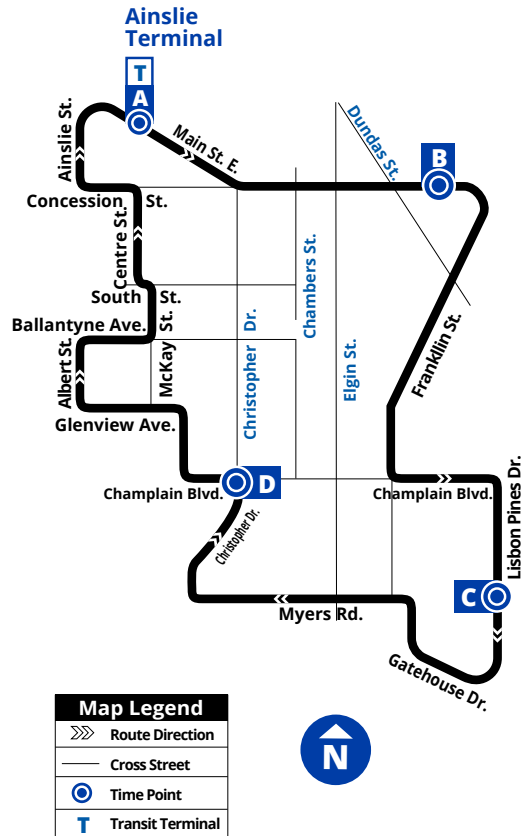 Ainslie
Terminal
T
A
Main St. E.
Dundas St.
B
Ainslie St.
Concession St.
Centre St.
Chambers St.
South St.
Ballantyne Ave.
McKay St.
Christopher Dr.
Elgin St.
Frankllin St.
Albert St.
Glenview Ave.
D
Champlain Blvd.
Champlain Blvd.
Lisbon Pines Dr.
Christopher Dr.
C
Myers Rd.
Gatehouse Dr.
Map Legend
Route Direction
Cross Street
Time Point
T Transit Terminal
N